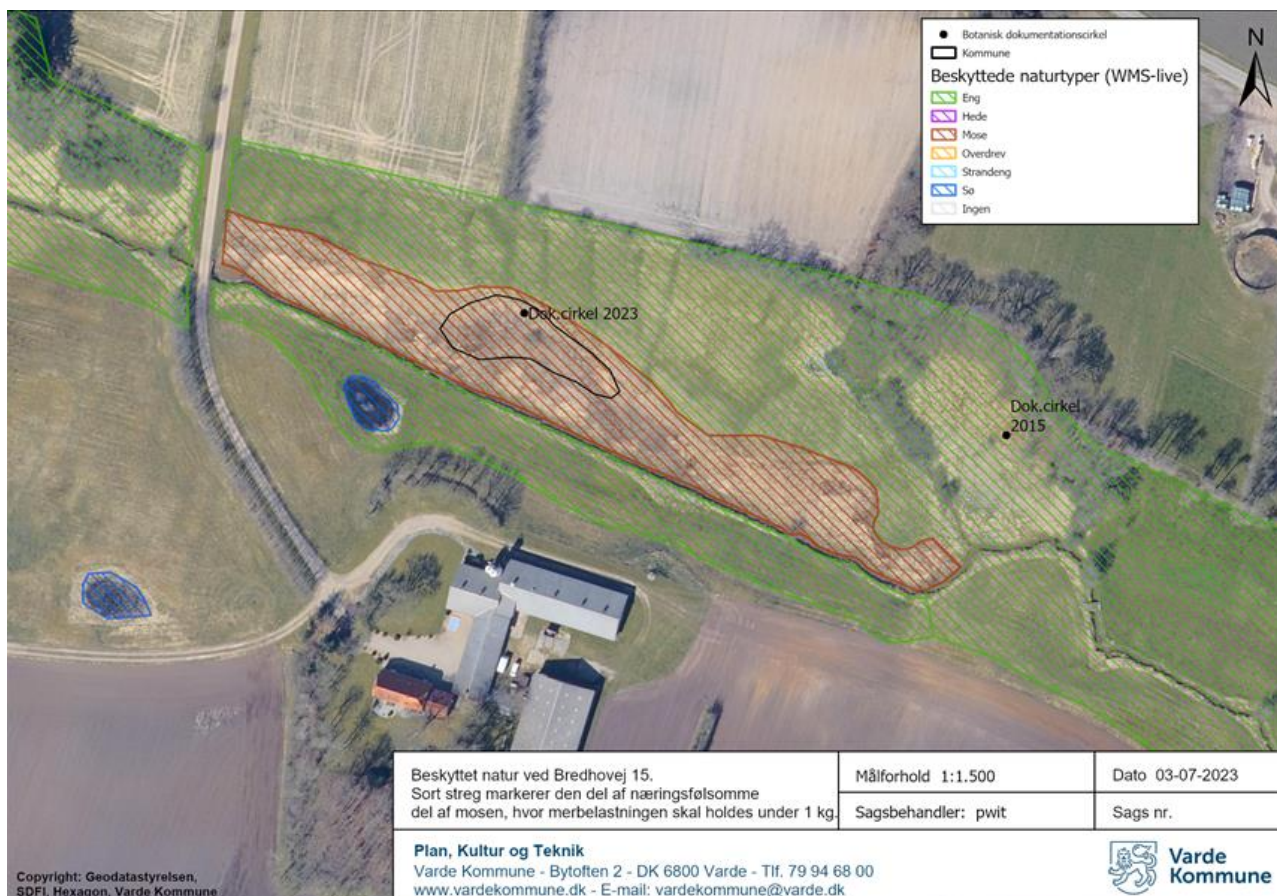 Botanisk dokumentationscirkel
Kommune
Beskyttede naturtyper (WMS-live)
Eng
Hede
Mose
Overdrev
Strandeng
Sø
Ingen
N
Dok.cirkel 2023
Dok.cirkel
2015
Beskyttet natur ved Bredhovej 15.
Sort streg markerer den del af næringsfølsomme
del af mosen, hvor merbelastningen skal holdes under 1 kg.
Målforhold 1:1.500
Dato 03-07-2023
Sagsbehandler: pwit
Sags nr.
Plan, Kultur og Teknik
Varde Kommune - Bytoften 2 - DK 6800 Varde - Tlf. 79 94 68 00
www.vardekommune.dk - E-mail: vardekommune@varde.dk
Varde
Kommune
Copyright: Geodatastyrelsen,
SDFI, Hexagon, Varde Kommune